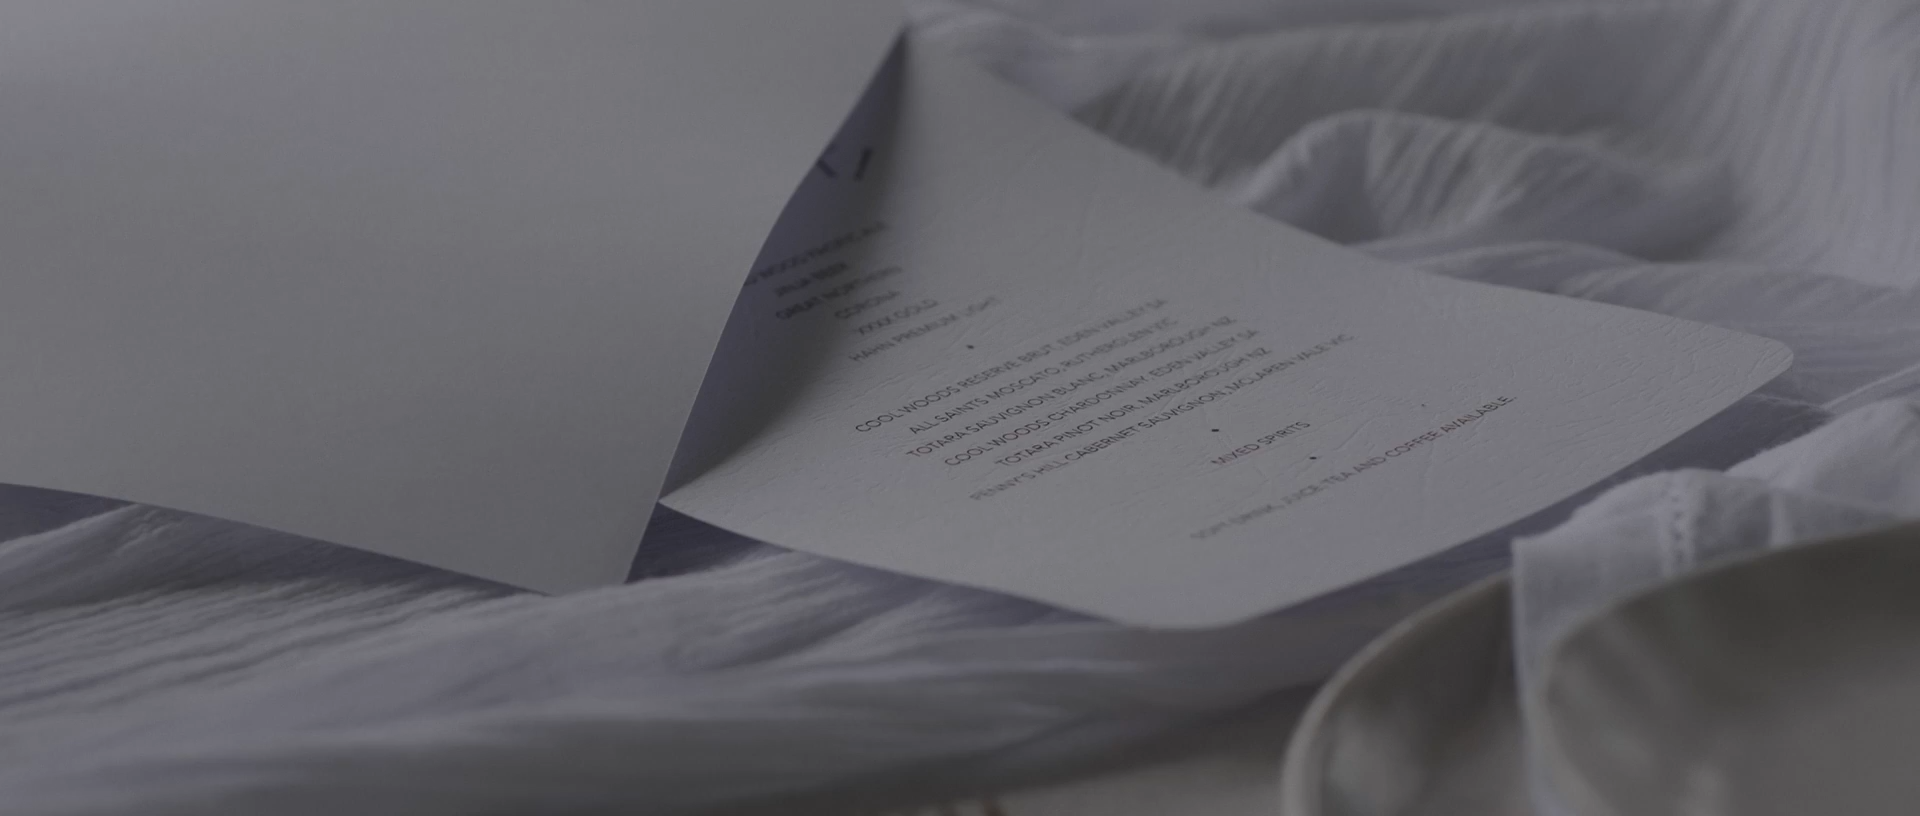 GREAT NORTHERN
CORONA
XXXX GOLD
HAHN PREMIUM LIGHT
COOL WOODS RESERVE BRUT, EDEN VALLEY SA
ALL SAINTS MOSCATO, RUTHERGLEN VIC
TOTARA SAUVIGNON BLANC, MARLBOROUGH NZ
COOL WOODS CHARDONNAY, EDEN VALLEY SA
TOTARA PINOT NOIR, MARLBOROUGH NZ
PENNY'S HILL CABERNET SAUVIGNON, MCLAREN VALE VIC
MIXED SPIRITS
SOFT DRINK, JUICE, TEA AND COFFEE AVAILABLE.